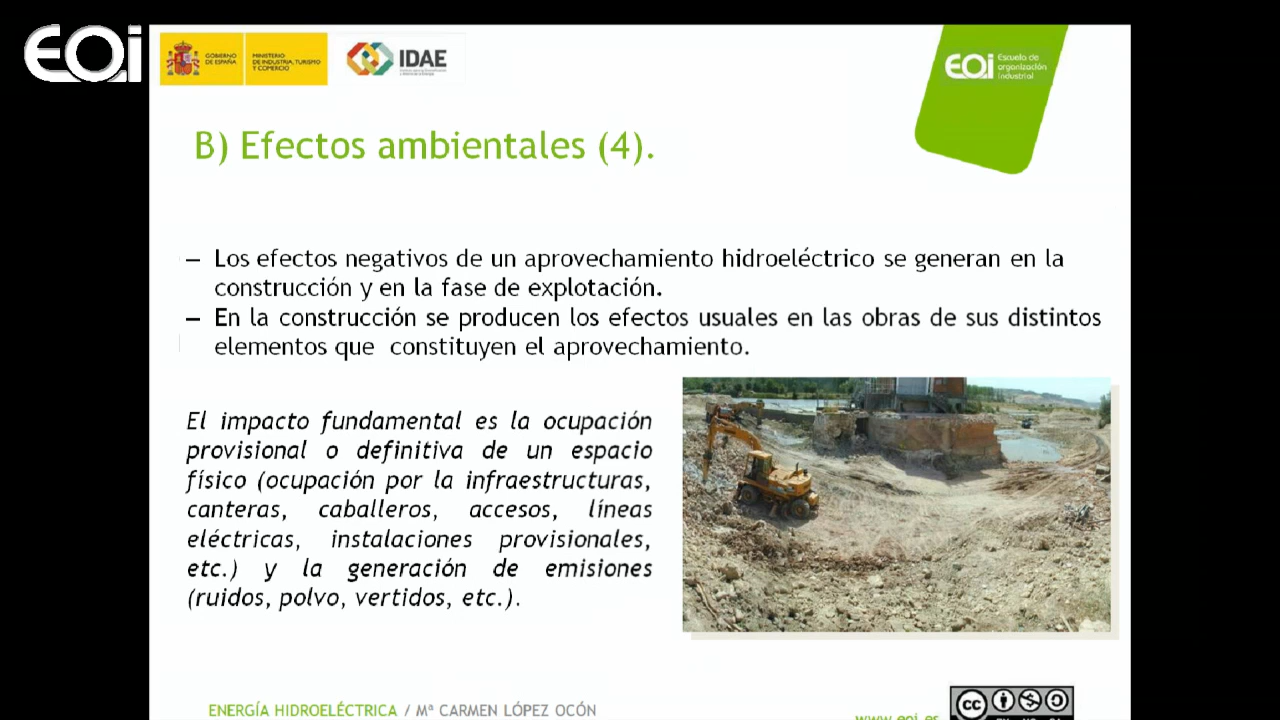 EOi
GOBIERNO
DE ESPAÑA
MINISTERIO
DE INDUSTRIA, TURISMO
Y COMERCIO
IDAE
EOi
Escuela de
organización
industrial
B) Efectos ambientales (4).
– Los efectos negativos de un aprovechamiento hidroeléctrico se generan en la
construcción y en la fase de explotación.
– En la construcción se producen los efectos usuales en las obras de sus distintos
elementos que constituyen el aprovechamiento.
El impacto fundamental es la ocupación
provisional o definitiva de un espacio
físico (ocupación por la infraestructuras,
canteras, caballeros, accesos, líneas
eléctricas, instalaciones provisionales,
etc.) y la generación de emisiones
(ruidos, polvo, vertidos, etc.).
ENERGÍA HIDROELÉCTRICA / Mª CARMEN LÓPEZ OCÓN
www.eoi.es
cc